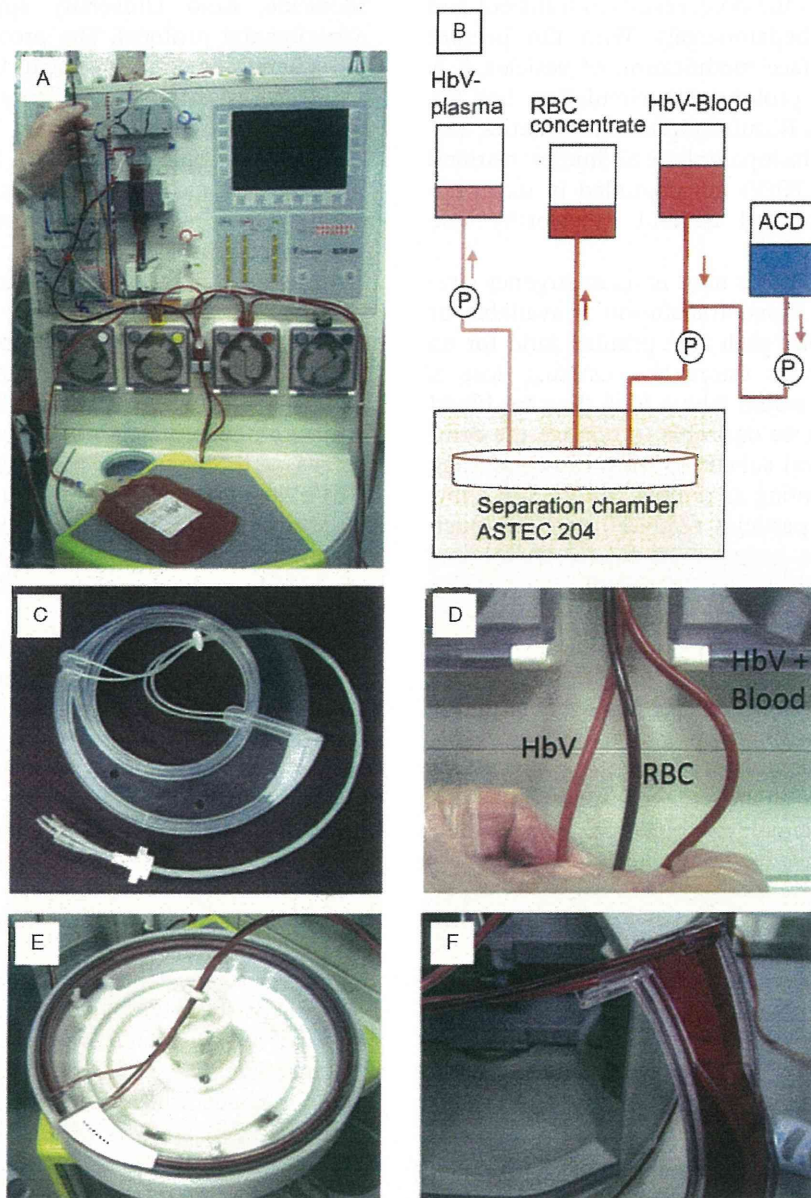 A
B
HbV-
plasma
RBC
concentrate
HbV-Blood
ACD
P
P
P
Separation chamber
ASTEC 204
C
D
HbV
RBC
HbV +
Blood
E
F